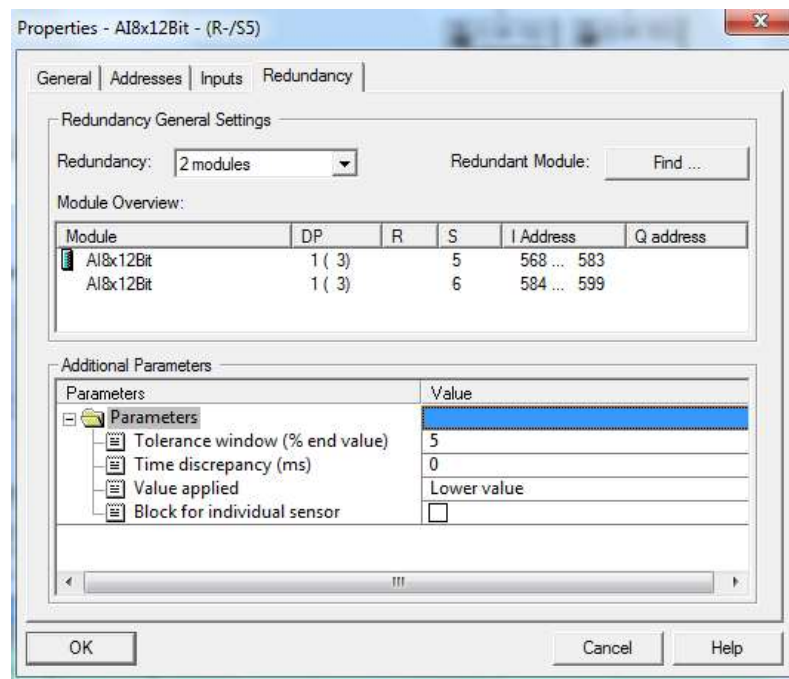 Properties - AI8x12Bit - (R-/S5)
General Addresses Inputs Redundancy
Redundancy General Settings
Redundancy: 2 modules Redundant Module: Find ...
Module Overview:
Module DP R S I Address Q address
AI8x12Bit 1 ( 3) 5 568 ... 583
AI8x12Bit 1 ( 3) 6 584 ... 599
Additional Parameters
Parameters Value
Parameters
Tolerance window (% end value) 5
Time discrepancy (ms) 0
Value applied Lower value
Block for individual sensor
OK Cancel Help